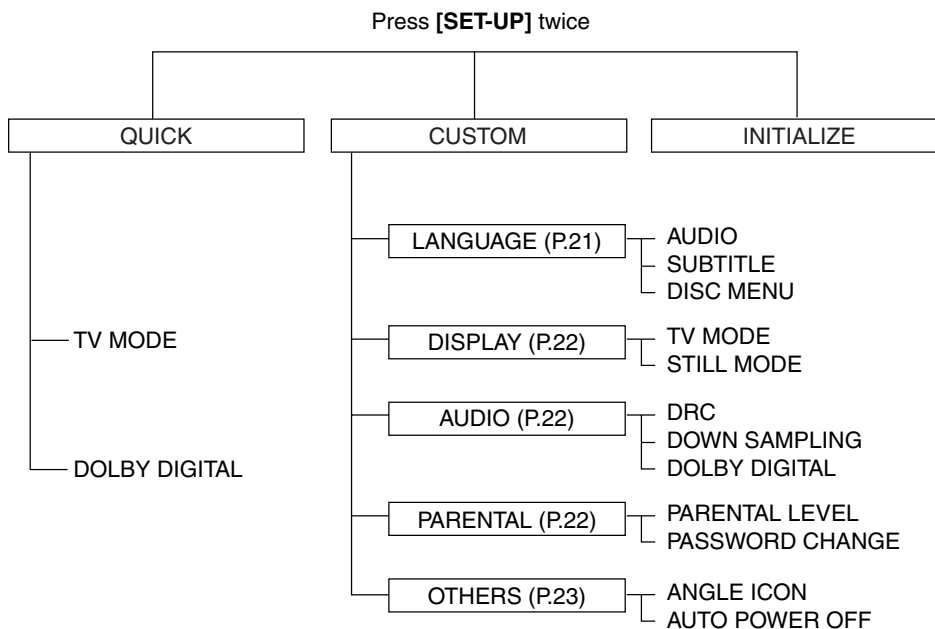 Press [SET-UP] twice
QUICK
CUSTOM
INITIALIZE
TV MODE
DOLBY DIGITAL
LANGUAGE (P.21)
AUDIO
SUBTITLE
DISC MENU
DISPLAY (P.22)
TV MODE
STILL MODE
AUDIO (P.22)
DRC
DOWN SAMPLING
DOLBY DIGITAL
PARENTAL (P.22)
PARENTAL LEVEL
PASSWORD CHANGE
OTHERS (P.23)
ANGLE ICON
AUTO POWER OFF